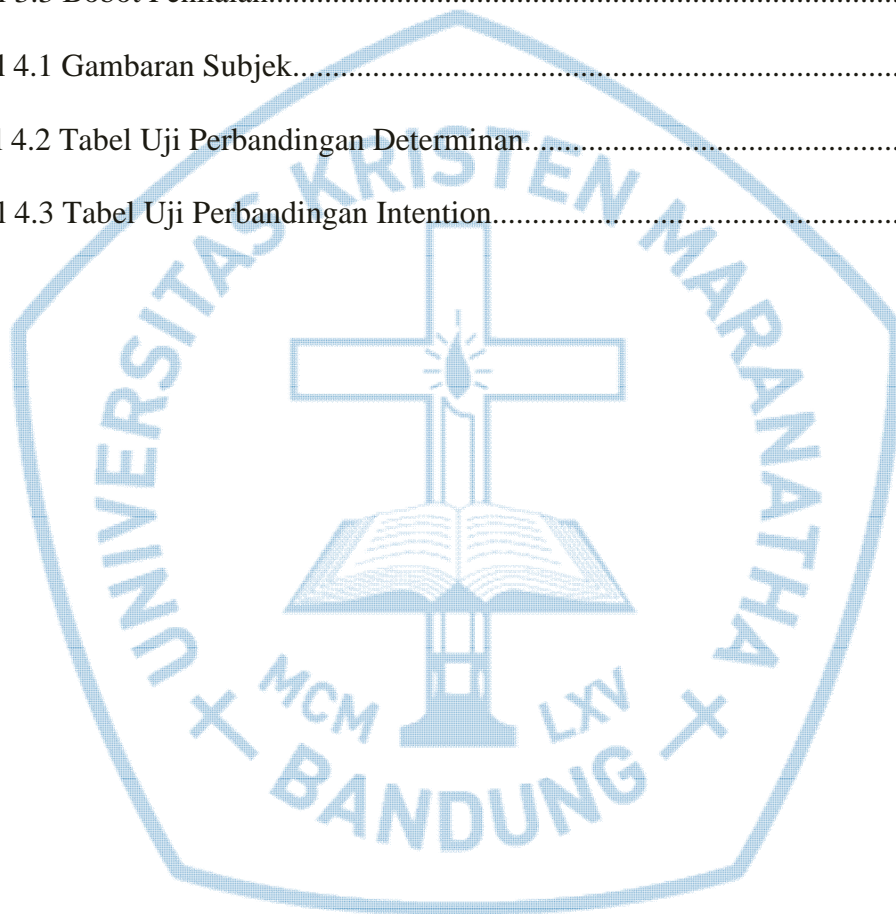 3.3 Bobot Penilaian
l 4.1 Gambaran Subjek
l 4.2 Tabel Uji Perbandingan Determinan
l 4.3 Tabel Uji Perbandingan Intention
UNIVERSITAS KRISTEN MARANATHA
MCM LXV
BANDUNG